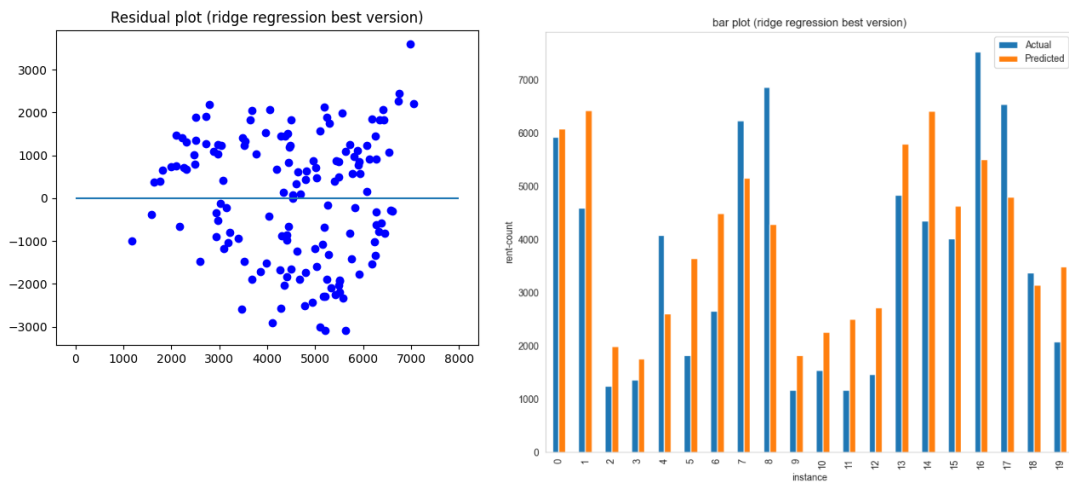 Residual plot (ridge regression best version)
3000
2000
1000
0
−1000
−2000
−3000
0 1000 2000 3000 4000 5000 6000 7000 8000
bar plot (ridge regression best version)
Actual
Predicted
7000
6000
5000
4000
3000
2000
1000
0
rent-count
0 1 2 3 4 5 6 7 8 9 10 11 12 13 14 15 16 17 18 19
instance